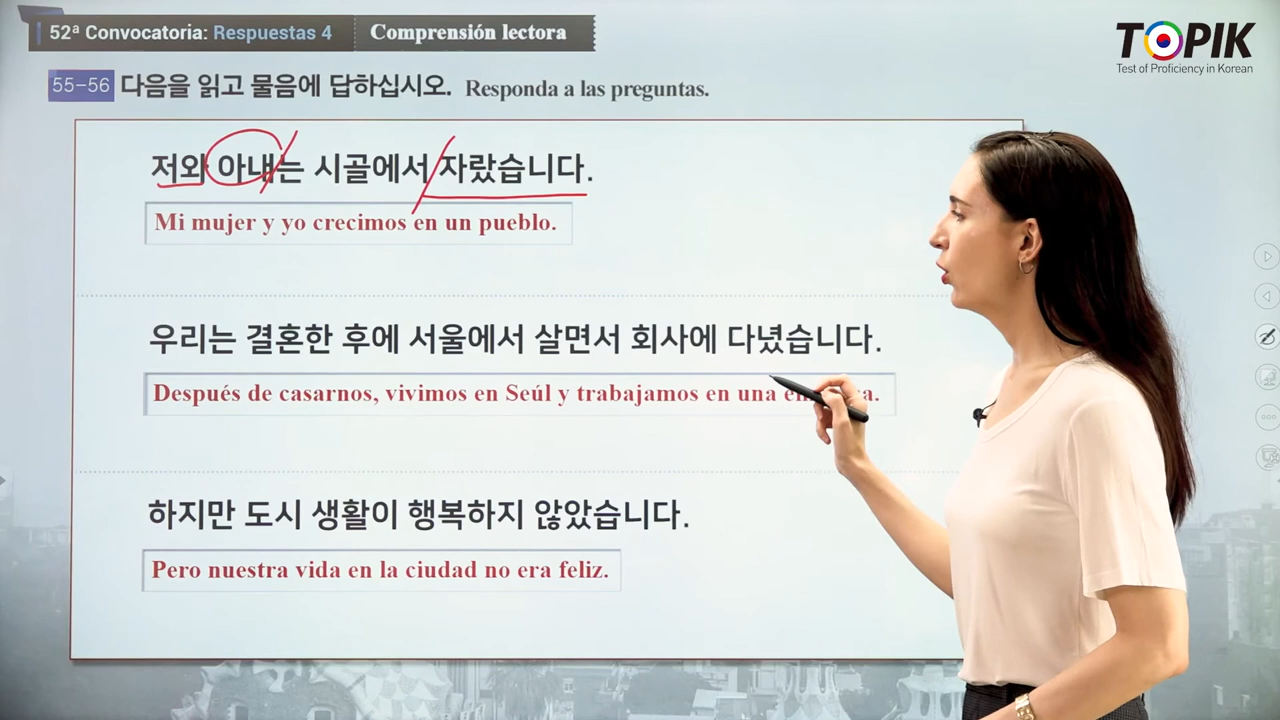 52ª Convocatoria: Respuestas 4 Comprensión lectora
TOPIK
Test of Proficiency in Korean
55-56 다음을 읽고 물음에 답하십시오. Responda a las preguntas.
저와 아내는 시골에서 자랐습니다.
Mi mujer y yo crecimos en un pueblo.
우리는 결혼한 후에 서울에서 살면서 회사에 다녔습니다.
Después de casarnos, vivimos en Seúl y trabajamos en una
하지만 도시 생활이 행복하지 않았습니다.
Pero nuestra vida en la ciudad no era feliz.